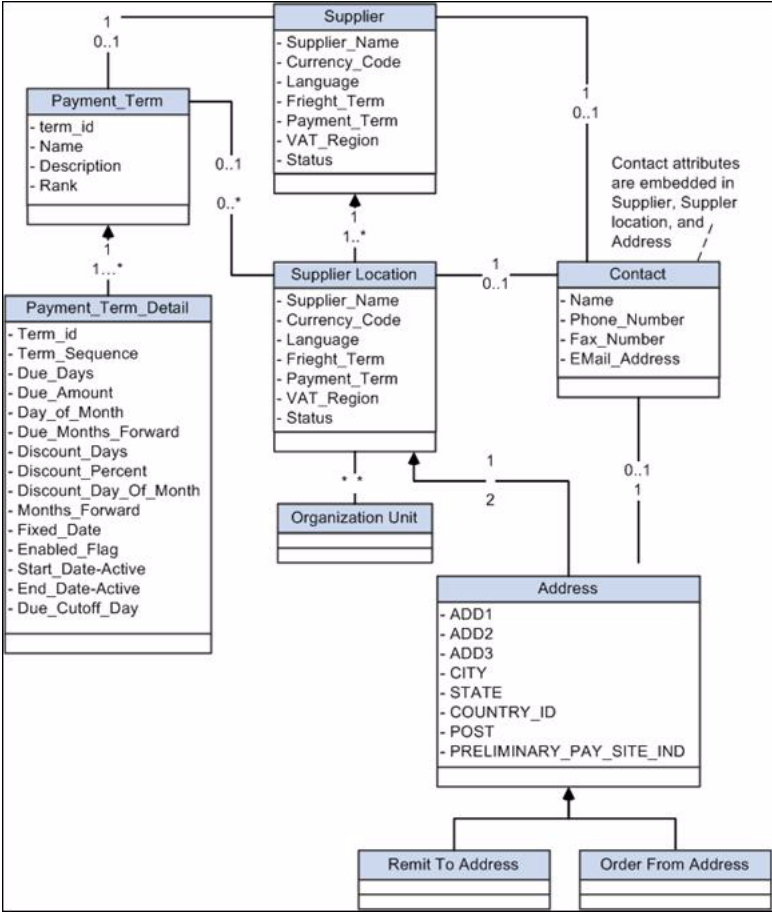 Supplier
- Supplier_Name
- Currency_Code
- Language
- Frieght_Term
- Payment_Term
- VAT_Region
- Status
1
0..1
Payment_Term
- term_id
- Name
- Description
- Rank
0..1
0..*
1
0..1
Contact attributes
are embedded in
Supplier, Suppler
location, and
Address
1
1..*
1
1...*
Supplier Location
- Supplier_Name
- Currency_Code
- Language
- Frieght_Term
- Payment_Term
- VAT_Region
- Status
1
0..1
Contact
- Name
- Phone_Number
- Fax_Number
- EMail_Address
Payment_Term_Detail
- Term_id
- Term_Sequence
- Due_Days
- Due_Amount
- Day_of_Month
- Due_Months_Forward
- Discount_Days
- Discount_Percent
- Discount_Day_Of_Month
- Months_Forward
- Fixed_Date
- Enabled_Flag
- Start_Date-Active
- End_Date-Active
- Due_Cutoff_Day
* *
Organization Unit
1
2
0..1
1
Address
- ADD1
- ADD2
- ADD3
- CITY
- STATE
- COUNTRY_ID
- POST
- PRELIMINARY_PAY_SITE_IND
Remit To Address
Order From Address